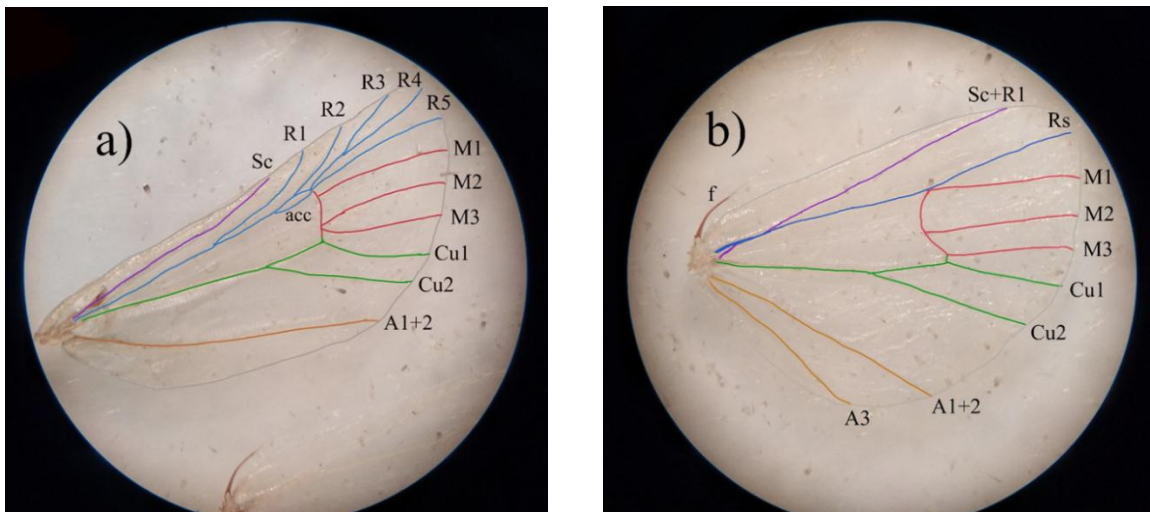 a)
Sc
R1
R2
R3
R4
R5
M1
M2
M3
acc
Cu1
Cu2
A1+2
b)
f
Sc+R1
Rs
M1
M2
M3
Cu1
Cu2
A1+2
A3